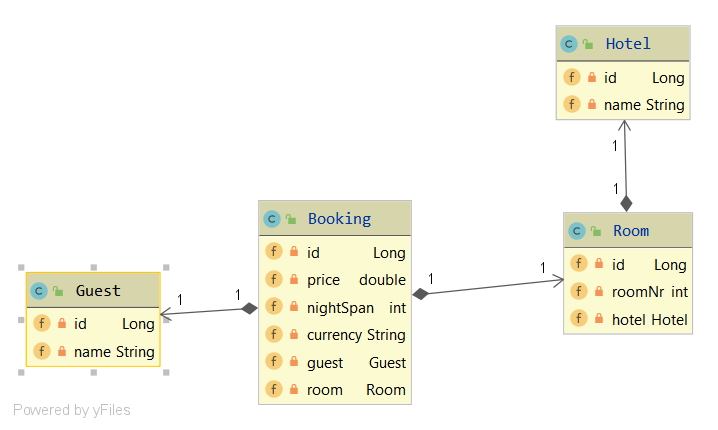 C Hotel
f id Long
f name String
1
1
C Booking
f id Long
f price double
f nightSpan int
f currency String
f guest Guest
f room Room
C Room
f id Long
f roomNr int
f hotel Hotel
1
1
C Guest
f id Long
f name String
1
1
Powered by yFiles